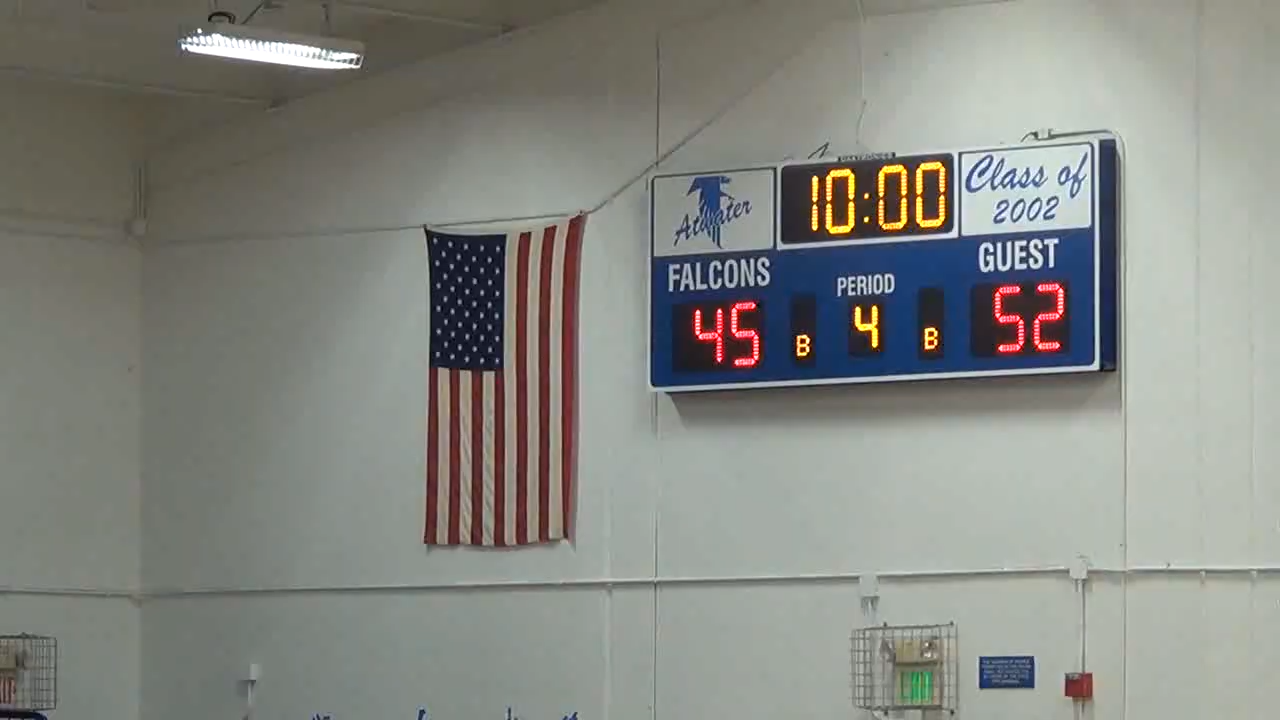 Atwater
10:00
Class of
2002
FALCONS
PERIOD
GUEST
45
B
4
B
52